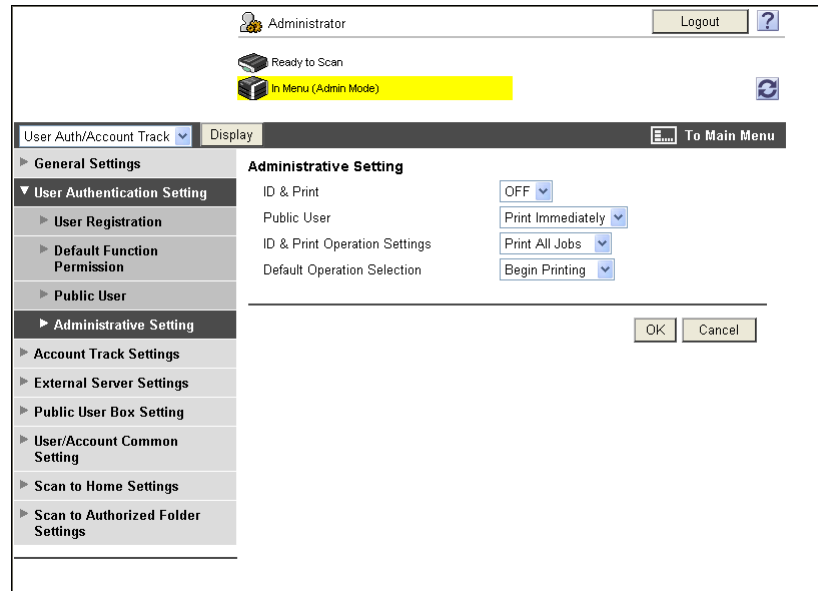 Administrator
Logout
?
Ready to Scan
In Menu (Admin Mode)
User Auth/Account Track
Display
To Main Menu
General Settings
User Authentication Setting
User Registration
Default Function
Permission
Public User
Administrative Setting
Account Track Settings
External Server Settings
Public User Box Setting
User/Account Common
Setting
Scan to Home Settings
Scan to Authorized Folder
Settings
Administrative Setting
ID & Print OFF
Public User Print Immediately
ID & Print Operation Settings Print All Jobs
Default Operation Selection Begin Printing
OK Cancel